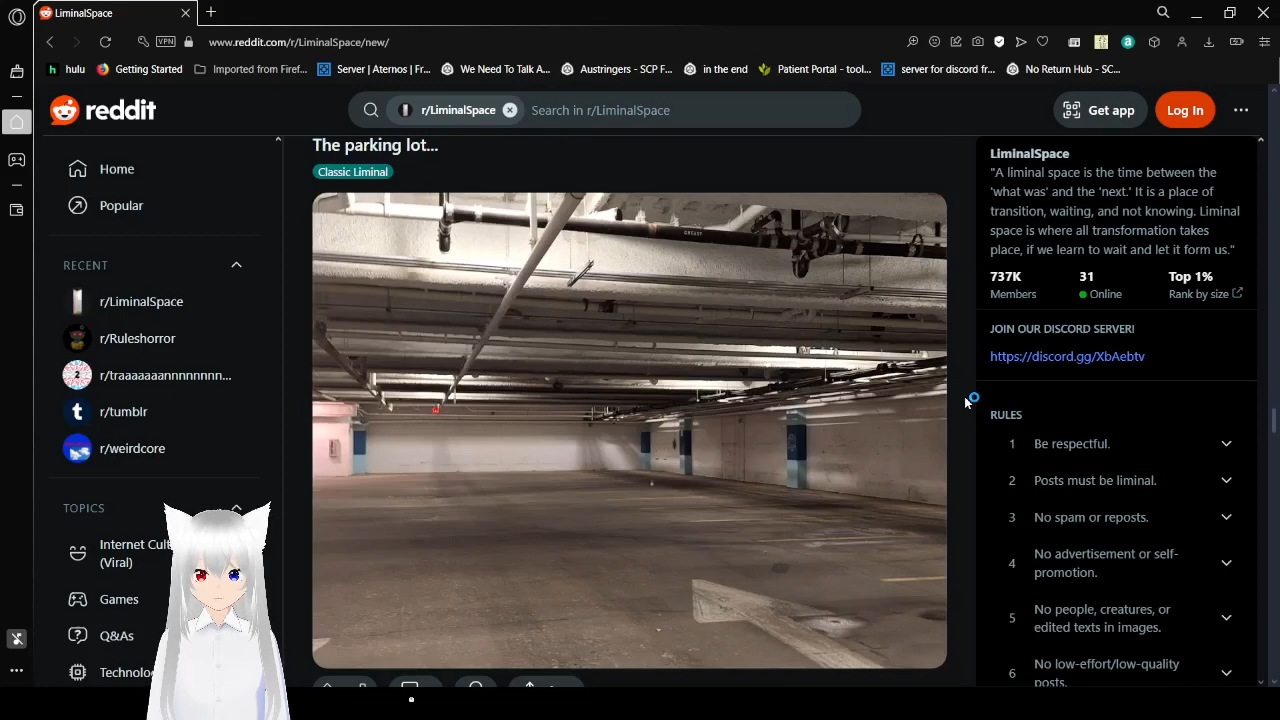 LiminalSpace
www.reddit.com/r/LiminalSpace/new/
VPN
hulu
Getting Started
Imported from Firef...
Server | Aternos | Fr...
We Need To Talk A...
Austringers - SCP F...
in the end
Patient Portal - tool...
server for discord fr...
No Return Hub - SC...
reddit
r/LiminalSpace
Search in r/LiminalSpace
Get app
Log In
Home
Popular
RECENT
r/LiminalSpace
r/Ruleshorror
r/traaaaaaannnnnnnn...
r/tumblr
r/weirdcore
TOPICS
Internet Cult
(Viral)
Games
Q&As
Technolo
The parking lot...
Classic Liminal
LiminalSpace
"A liminal space is the time between the
'what was' and the 'next.' It is a place of
transition, waiting, and not knowing. Liminal
space is where all transformation takes
place, if we learn to wait and let it form us."
737K
Members
31
Online
Top 1%
Rank by size
JOIN OUR DISCORD SERVER!
https://discord.gg/XbAebtv
RULES
1 Be respectful.
2 Posts must be liminal.
3 No spam or reposts.
4 No advertisement or self-
promotion.
5 No people, creatures, or
edited texts in images.
6 No low-effort/low-quality
posts.